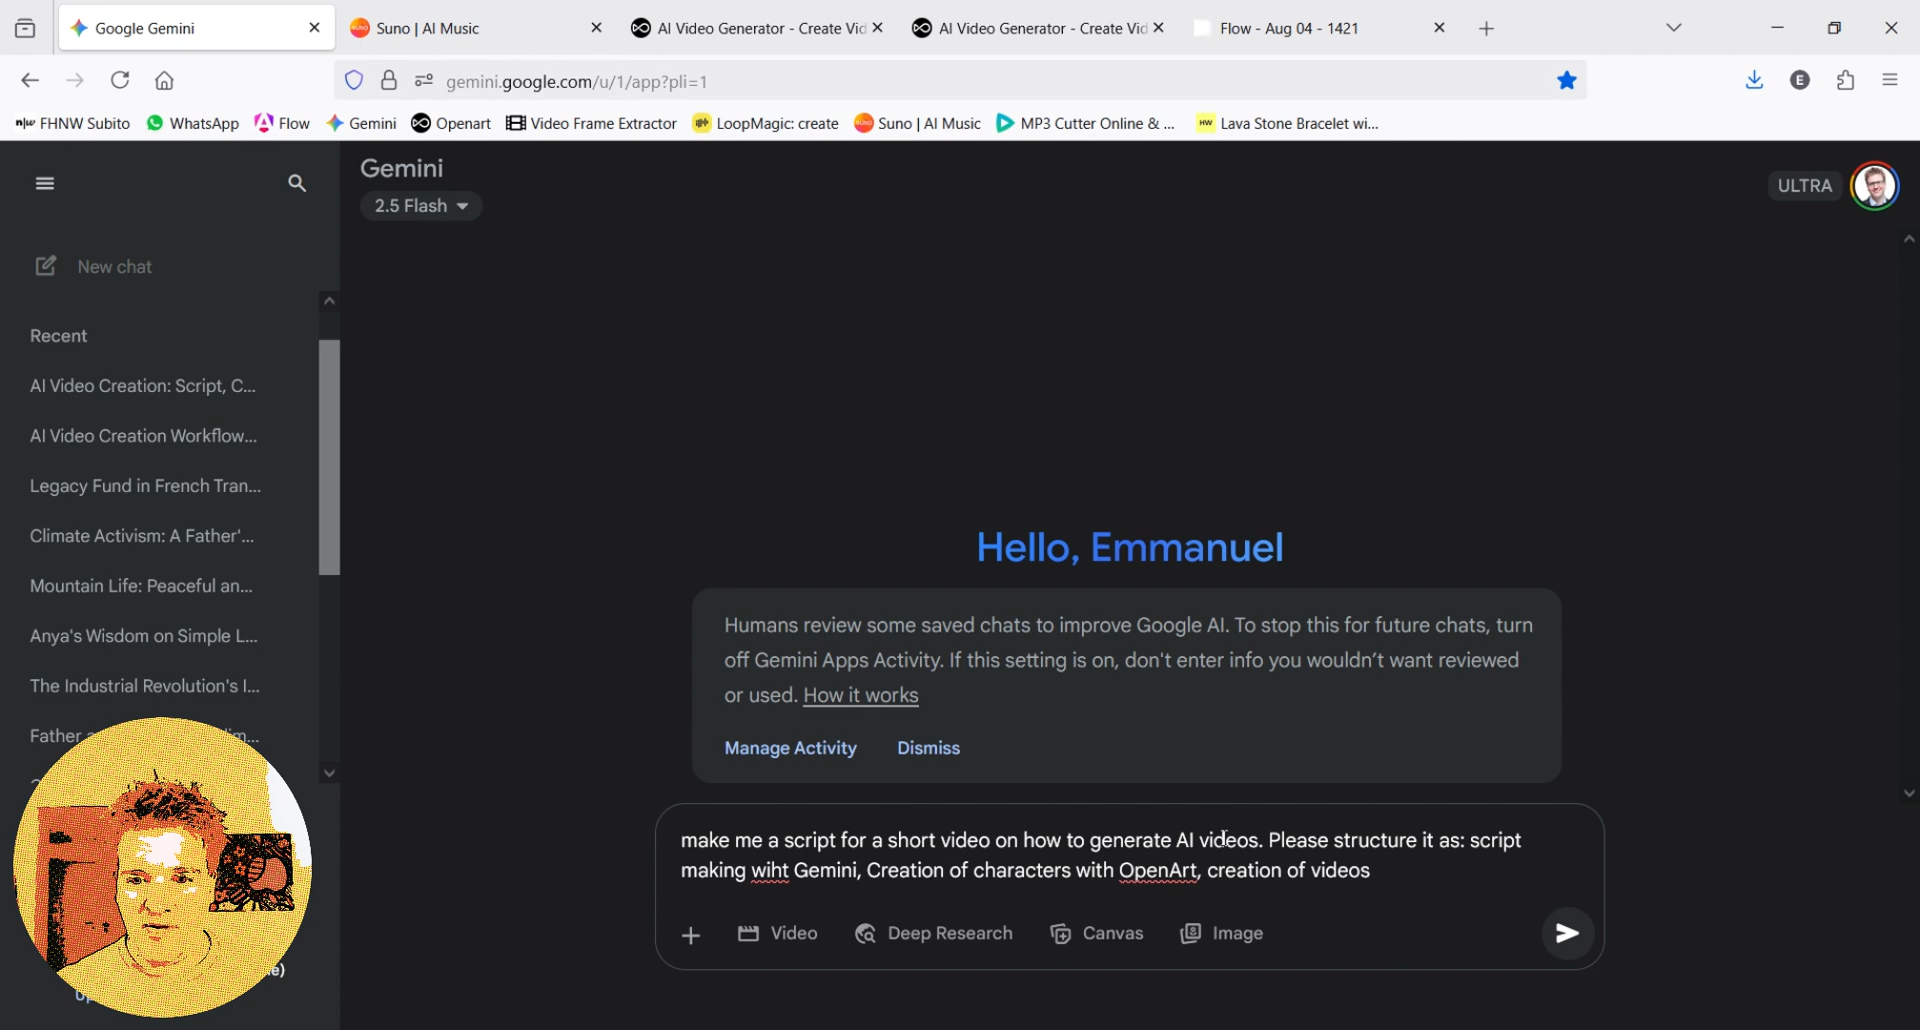 Google Gemini
Suno | AI Music
AI Video Generator - Create Vid
AI Video Generator - Create Vid
Flow - Aug 04 - 1421
gemini.google.com/u/1/app?pli=1
E
n|w FHNW Subito
WhatsApp
Flow
Gemini
Openart
Video Frame Extractor
LoopMagic: create
SUNO Suno | AI Music
MP3 Cutter Online & ...
HW Lava Stone Bracelet wi...
Gemini
2.5 Flash
ULTRA
New chat
Recent
AI Video Creation: Script, C...
AI Video Creation Workflow...
Legacy Fund in French Tran...
Climate Activism: A Father'...
Mountain Life: Peaceful an...
Anya's Wisdom on Simple L...
The Industrial Revolution's I...
Father
Hello, Emmanuel
Humans review some saved chats to improve Google AI. To stop this for future chats, turn
off Gemini Apps Activity. If this setting is on, don't enter info you wouldn't want reviewed
or used. How it works
Manage Activity
Dismiss
make me a script for a short video on how to generate AI videos. Please structure it as: script
making wiht Gemini, Creation of characters with OpenArt, creation of videos
Video
Deep Research
Canvas
Image